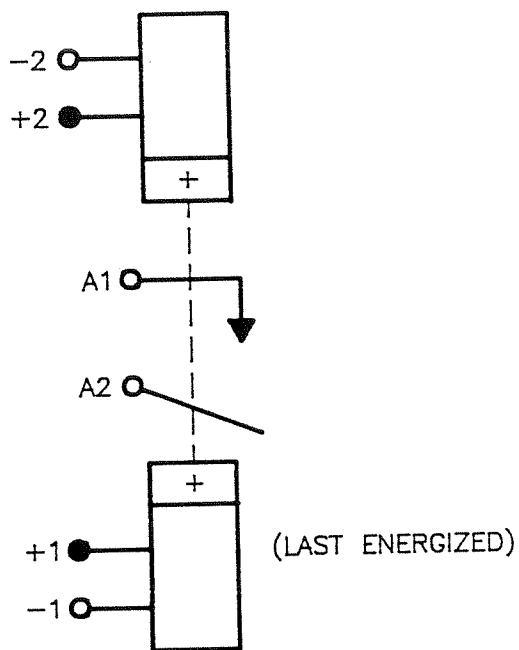 -2
+2
+
A1
A2
+
+1
(LAST ENERGIZED)
-1